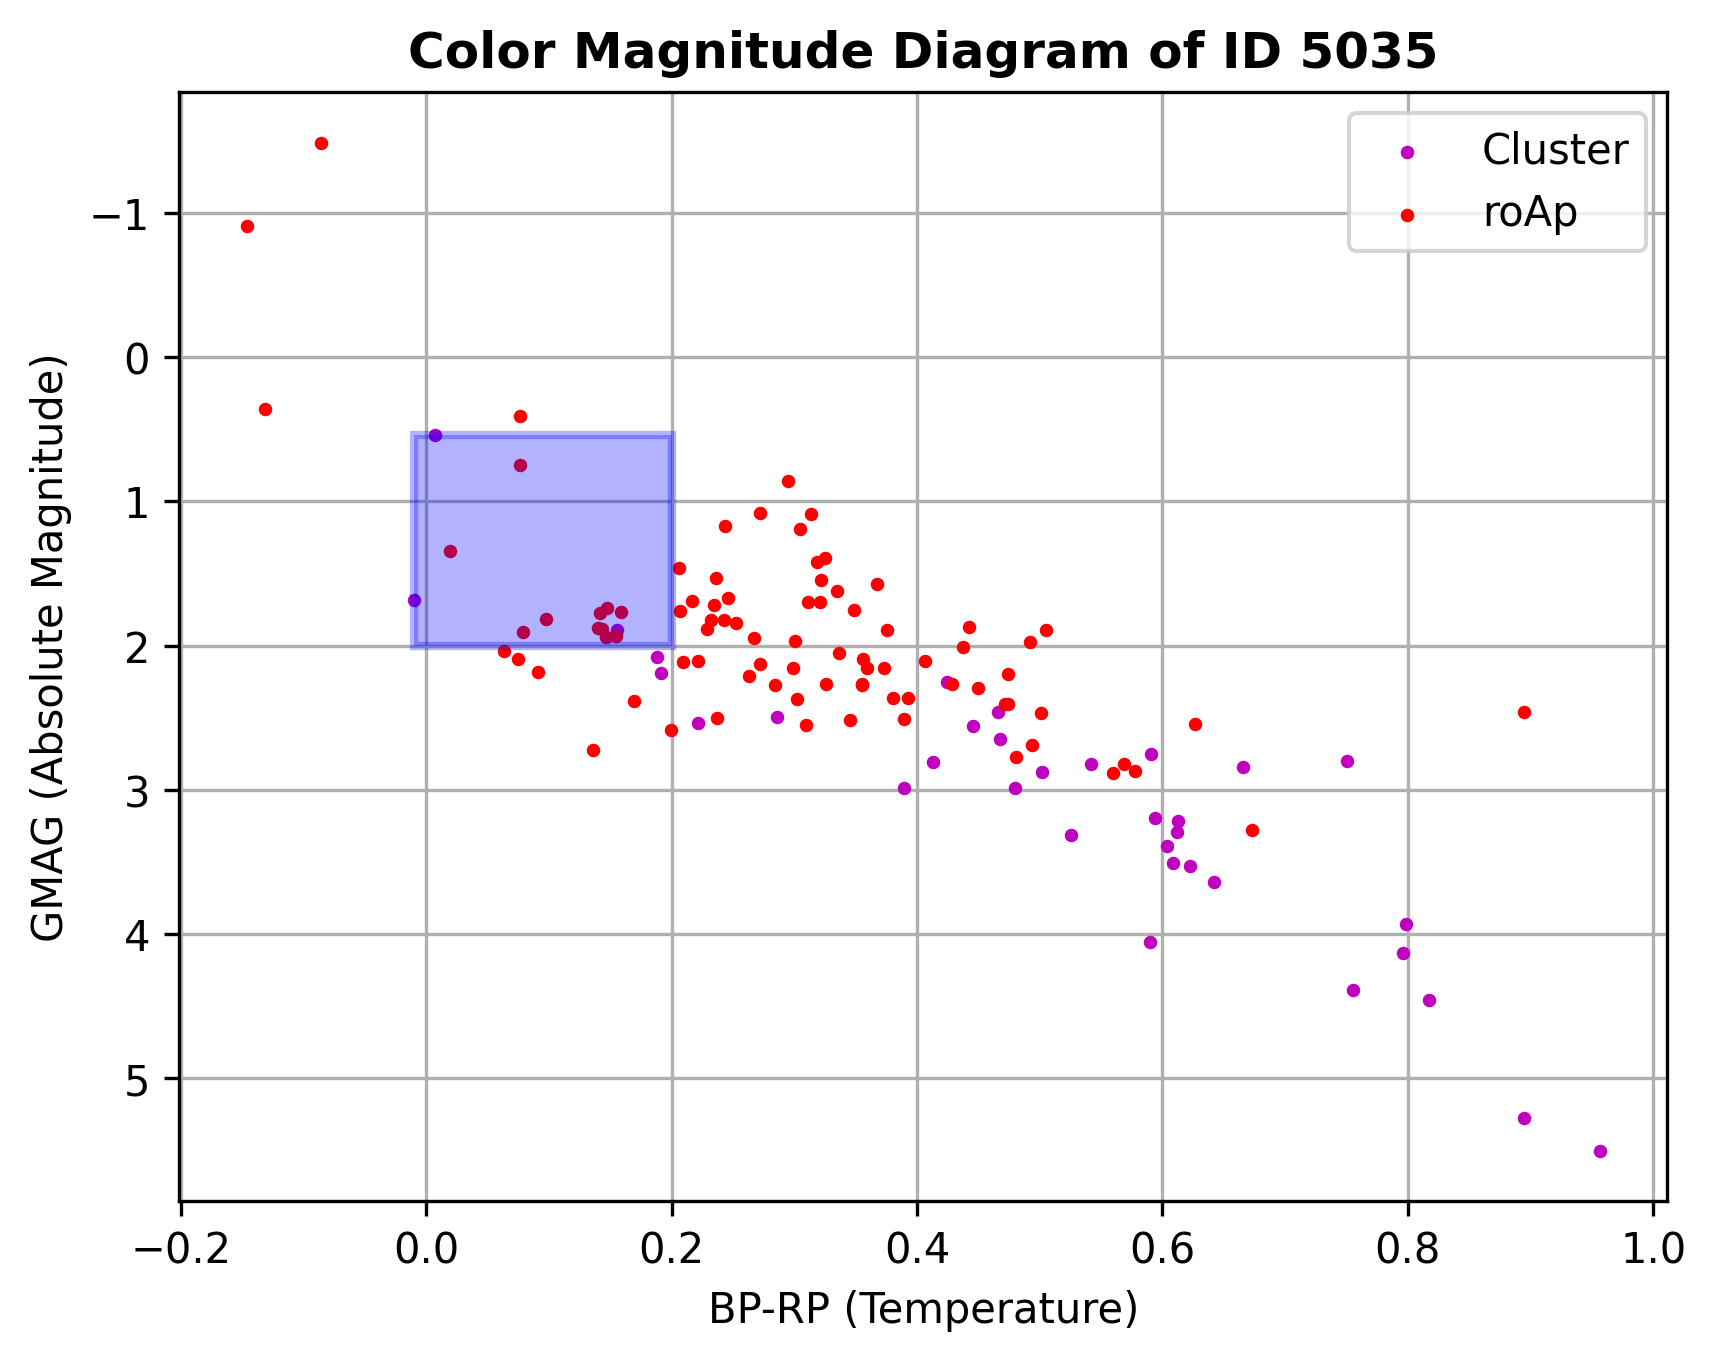 Color Magnitude Diagram of ID 5035
Cluster
roAp
−1
0
1
2
3
4
5
GMAG (Absolute Magnitude)
−0.2 0.0 0.2 0.4 0.6 0.8 1.0
BP-RP (Temperature)